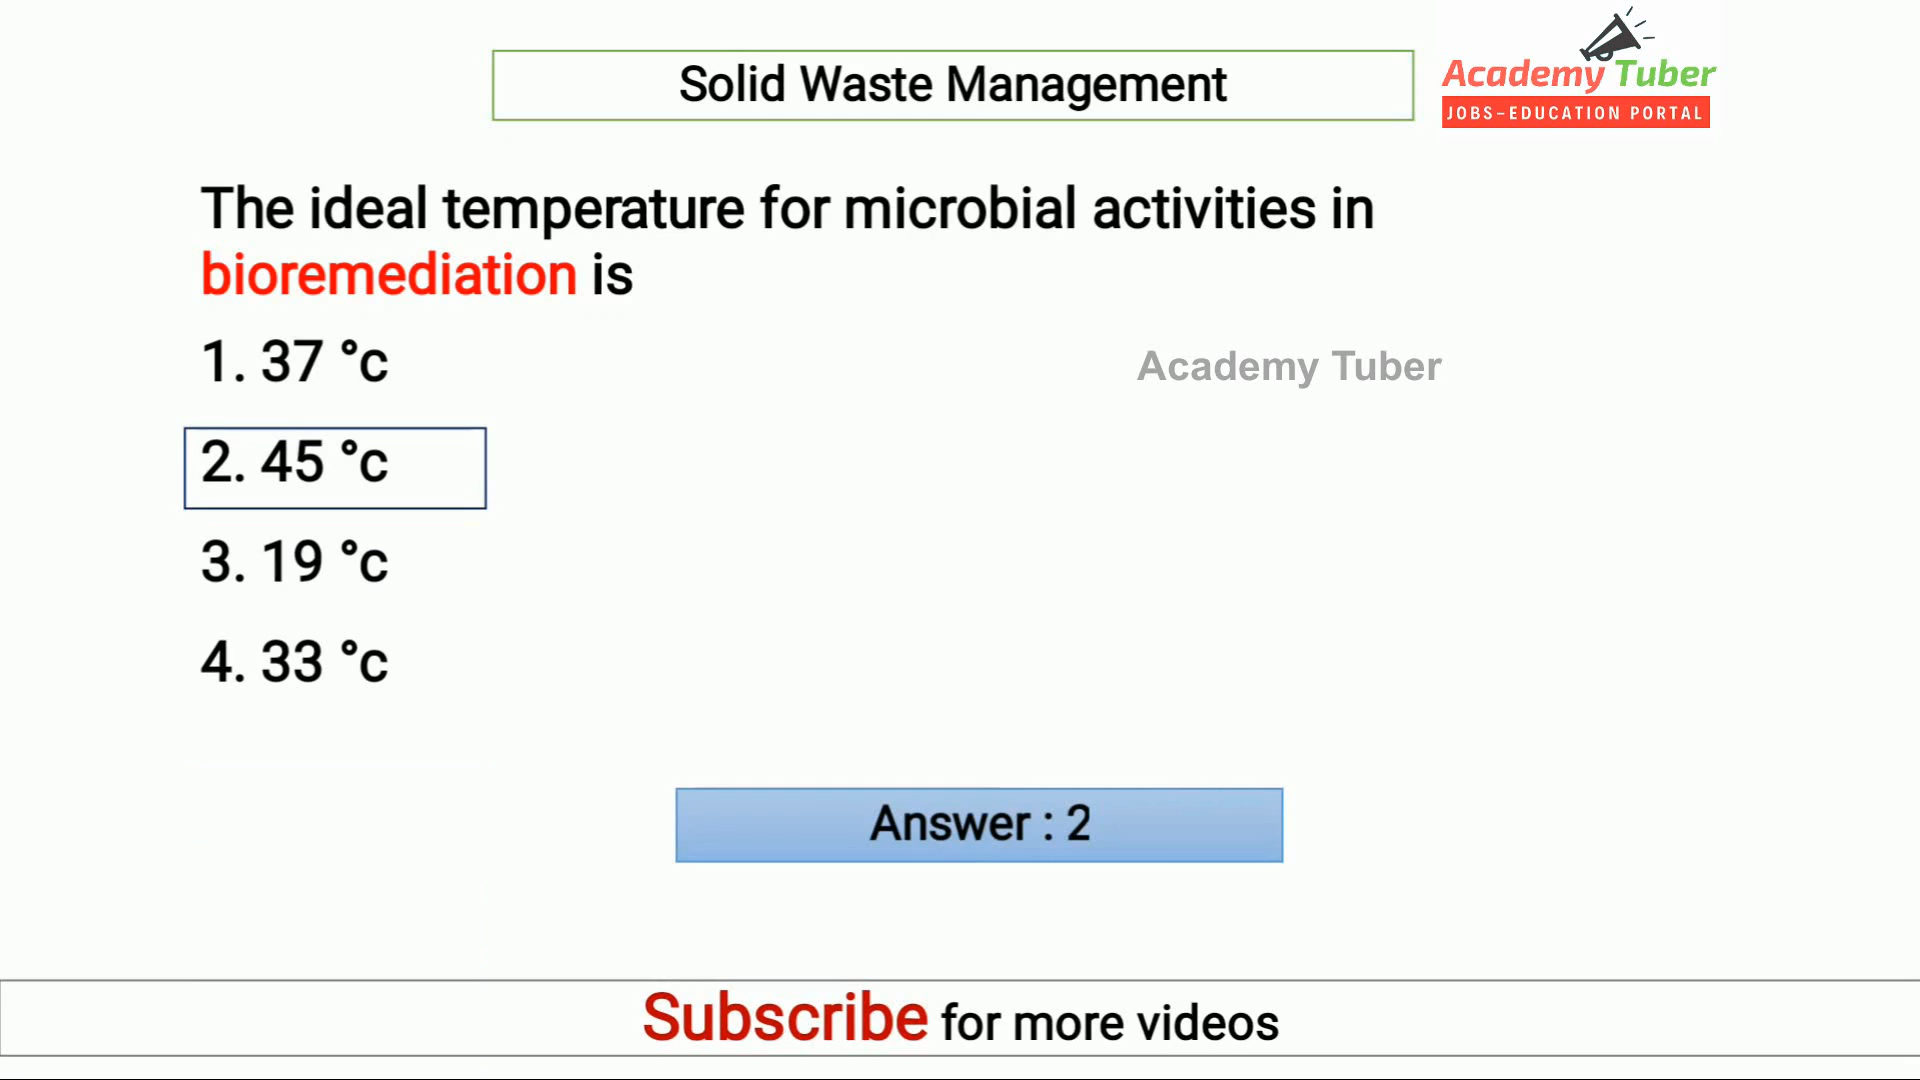 Solid Waste Management
Academy Tuber
JOBS-EDUCATION PORTAL
The ideal temperature for microbial activities in
bioremediation is
1. 37 °c
Academy Tuber
2. 45 °c
3. 19 °c
4. 33 °c
Answer : 2
Subscribe for more videos